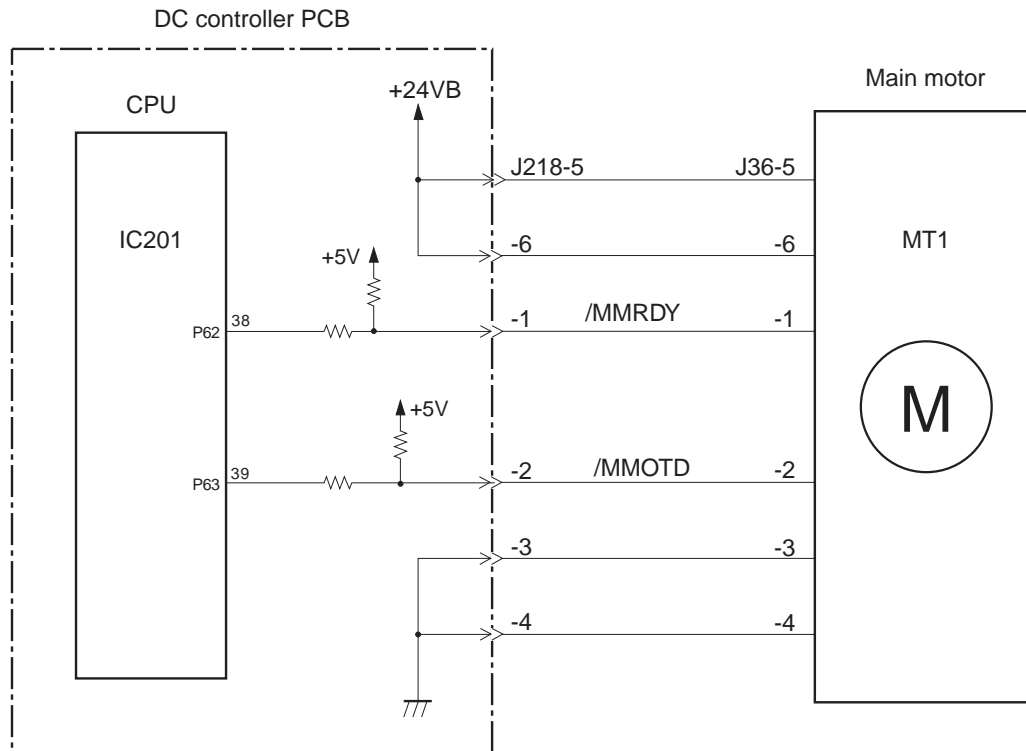 DC controller PCB
Main motor
CPU
+24VB
J218-5 J36-5
IC201
-6 -6
MT1
+5V
P62 38
-1 /MMRDY -1
M
+5V
P63 39
-2 /MMOTD -2
-3 -3
-4 -4